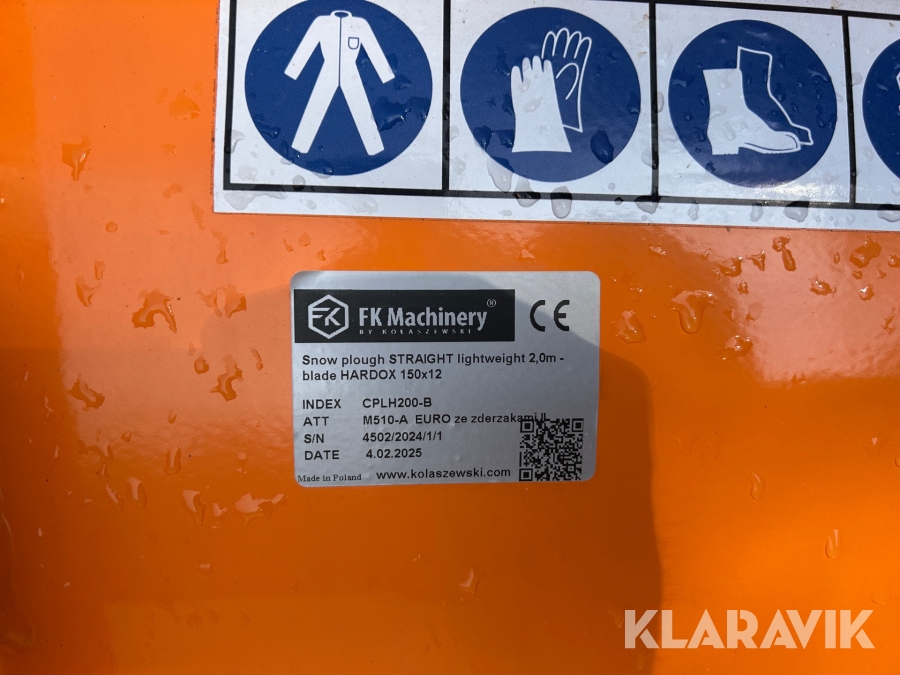 FK Machinery®
BY KOŁASZEWSKI
CE
Snow plough STRAIGHT lightweight 2,0m -
blade HARDOX 150x12
INDEX CPLH200-B
ATT M510-A EURO ze zderzakami II
S/N 4502/2024/1/1
DATE 4.02.2025
Made in Poland www.kolaszewski.com
KLARAVIK